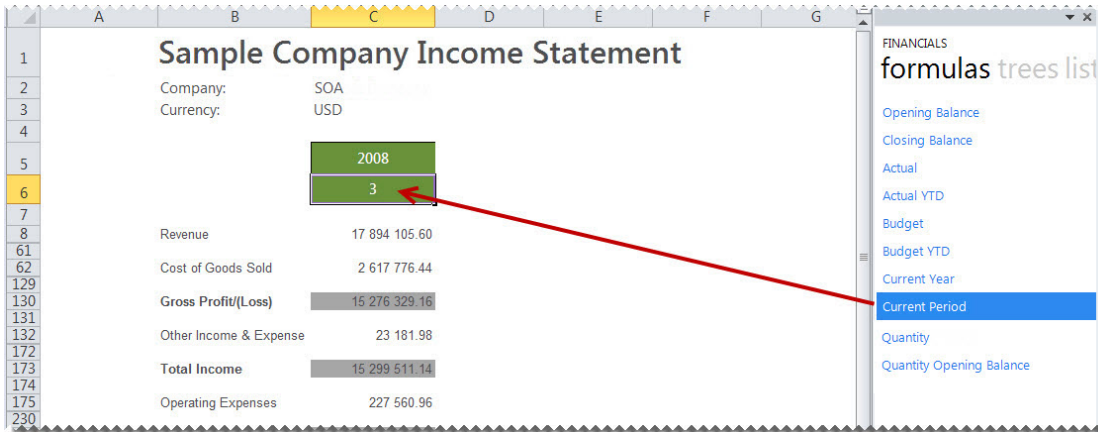 A B C D E F G
1 Sample Company Income Statement
2 Company: SOA
3 Currency: USD
4
5 2008
6 3
7
8 Revenue 17 894 105.60
61
62 Cost of Goods Sold 2 617 776.44
129
130 Gross Profit/(Loss) 15 276 329.16
131
132 Other Income & Expense 23 181.98
172
173 Total Income 15 299 511.14
174
175 Operating Expenses 227 560.96
230
FINANCIALS
formulas trees list
Opening Balance
Closing Balance
Actual
Actual YTD
Budget
Budget YTD
Current Year
Current Period
Quantity
Quantity Opening Balance